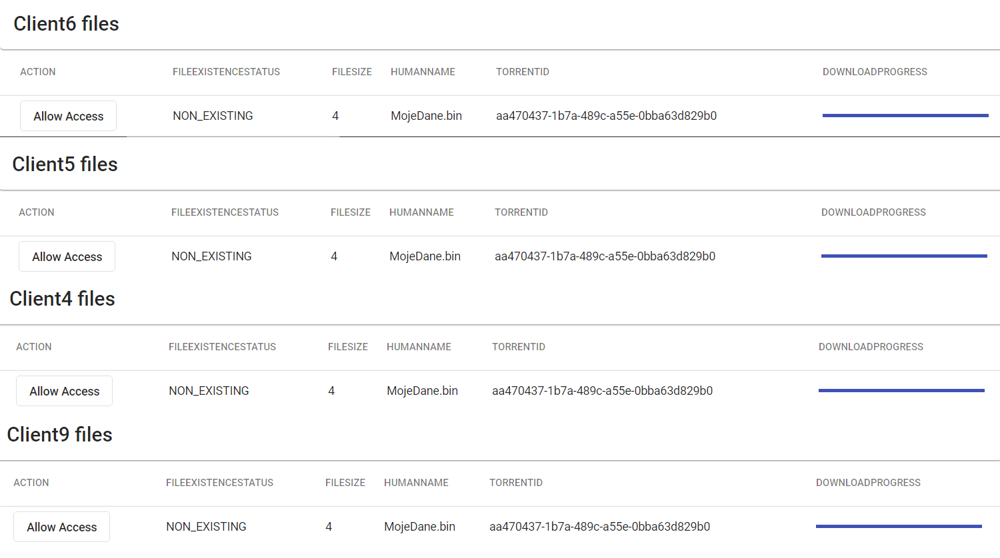 Client6 files
ACTION FILEEXISTENCESTATUS FILESIZE HUMANNAME TORRENTID DOWNLOADPROGRESS
Allow Access NON_EXISTING 4 MojeDane.bin aa470437-1b7a-489c-a55e-0bba63d829b0
Client5 files
ACTION FILEEXISTENCESTATUS FILESIZE HUMANNAME TORRENTID DOWNLOADPROGRESS
Allow Access NON_EXISTING 4 MojeDane.bin aa470437-1b7a-489c-a55e-0bba63d829b0
Client4 files
ACTION FILEEXISTENCESTATUS FILESIZE HUMANNAME TORRENTID DOWNLOADPROGRESS
Allow Access NON_EXISTING 4 MojeDane.bin aa470437-1b7a-489c-a55e-0bba63d829b0
Client9 files
ACTION FILEEXISTENCESTATUS FILESIZE HUMANNAME TORRENTID DOWNLOADPROGRESS
Allow Access NON_EXISTING 4 MojeDane.bin aa470437-1b7a-489c-a55e-0bba63d829b0